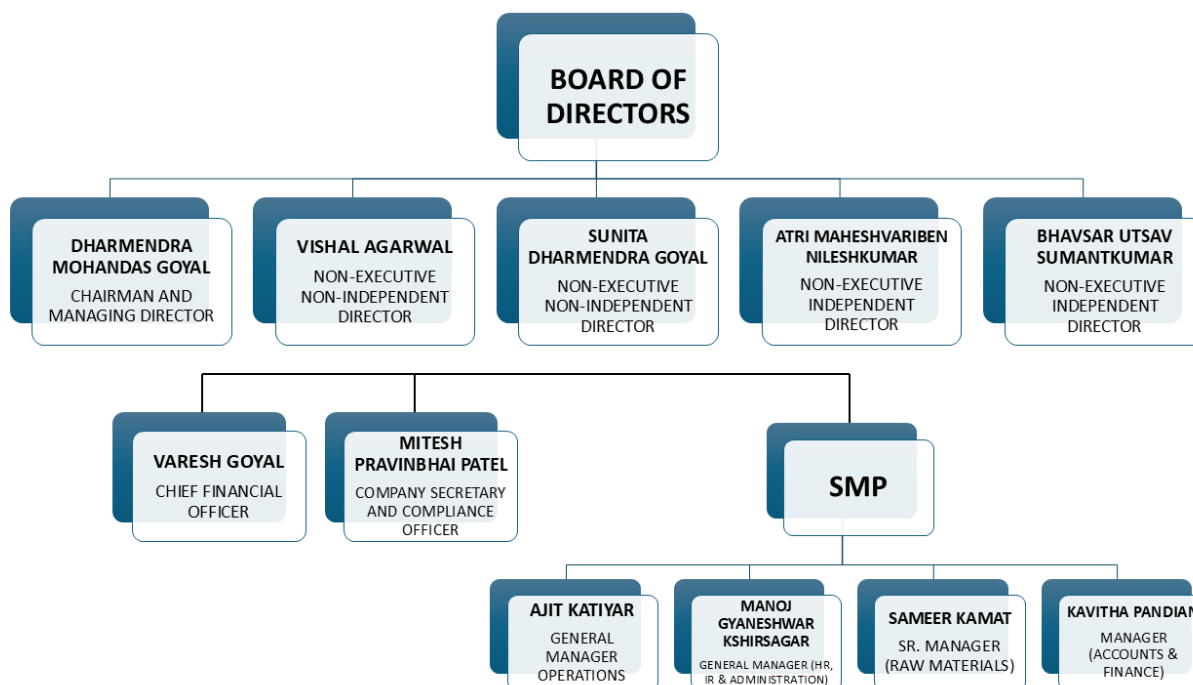 BOARD OF
DIRECTORS
DHARMENDRA
MOHANDAS GOYAL
CHAIRMAN AND
MANAGING DIRECTOR
VISHAL AGARWAL
NON-EXECUTIVE
NON-INDEPENDENT
DIRECTOR
SUNITA
DHARMENDRA GOYAL
NON-EXECUTIVE
NON-INDEPENDENT
DIRECTOR
ATRI MAHESHVARIBEN
NILESHKUMAR
NON-EXECUTIVE
INDEPENDENT
DIRECTOR
BHAVSAR UTSAV
SUMANTKUMAR
NON-EXECUTIVE
INDEPENDENT
DIRECTOR
VARESH GOYAL
CHIEF FINANCIAL
OFFICER
MITESH
PRAVINBHAI PATEL
COMPANY SECRETARY
AND COMPLIANCE
OFFICER
SMP
AJIT KATIYAR
GENERAL
MANAGER
OPERATIONS
MANOJ
GYANESHWAR
KSHIRSAGAR
GENERAL MANAGER (HR,
IR & ADMINISTRATION)
SAMEER KAMAT
SR. MANAGER
(RAW MATERIALS)
KAVITHA PANDIAN
MANAGER
(ACCOUNTS &
FINANCE)